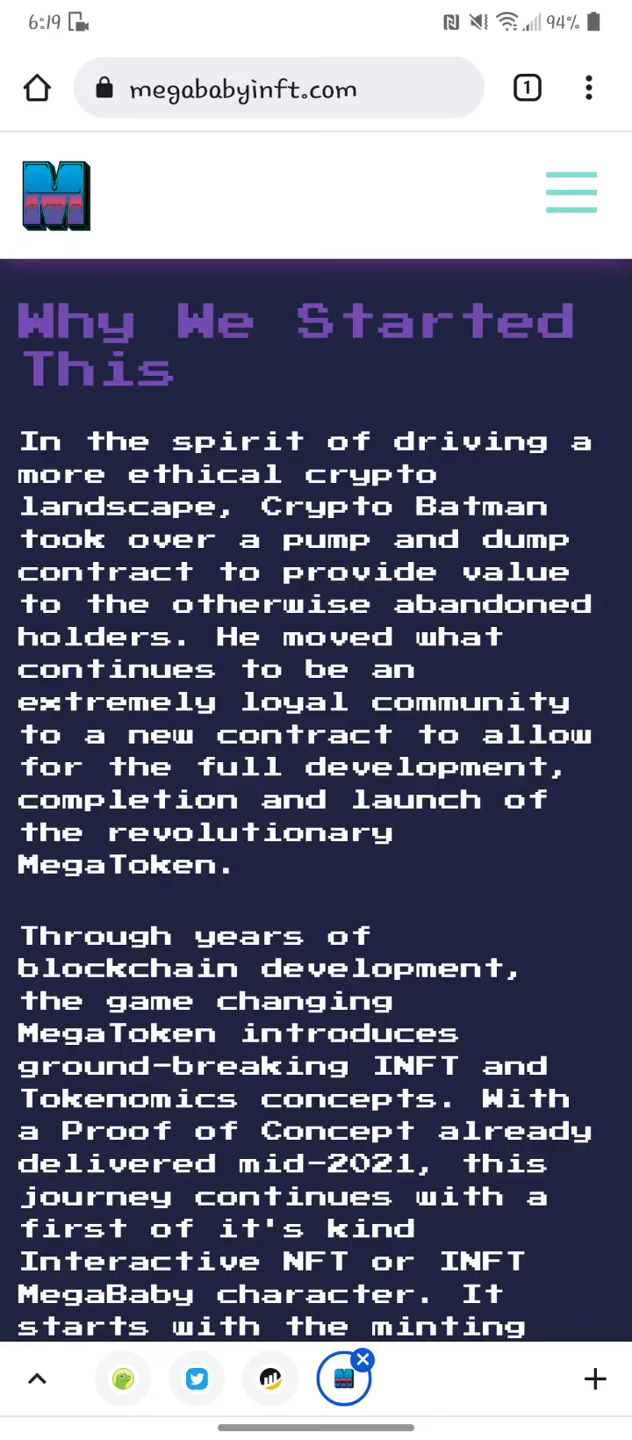 6:19
94%
megababyinft.com
1
M
Why We Started
This
In the spirit of driving a
more ethical crypto
landscape, Crypto Batman
took over a pump and dump
contract to provide value
to the otherwise abandoned
holders. He moved what
continues to be an
extremely loyal community
to a new contract to allow
for the full development,
completion and launch of
the revolutionary
MegaToken.
Through years of
blockchain development,
the game changing
MegaToken introduces
ground-breaking INFT and
Tokenomics concepts. With
a Proof of Concept already
delivered mid-2021, this
journey continues with a
first of it's kind
Interactive NFT or INFT
MegaBaby character. It
starts with the minting